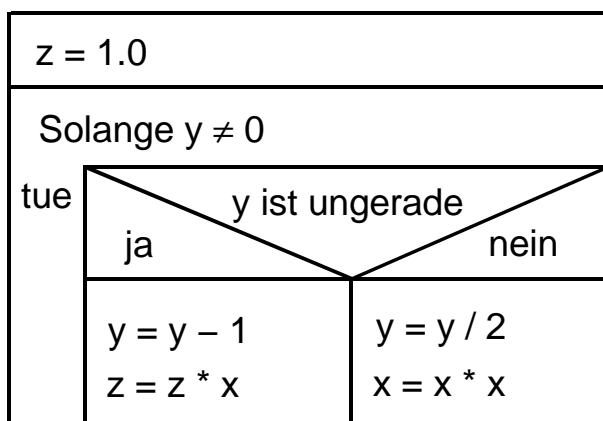 z = 1.0
Solange y ≠ 0
tue
y ist ungerade
ja
nein
y = y – 1
z = z * x
y = y / 2
x = x * x